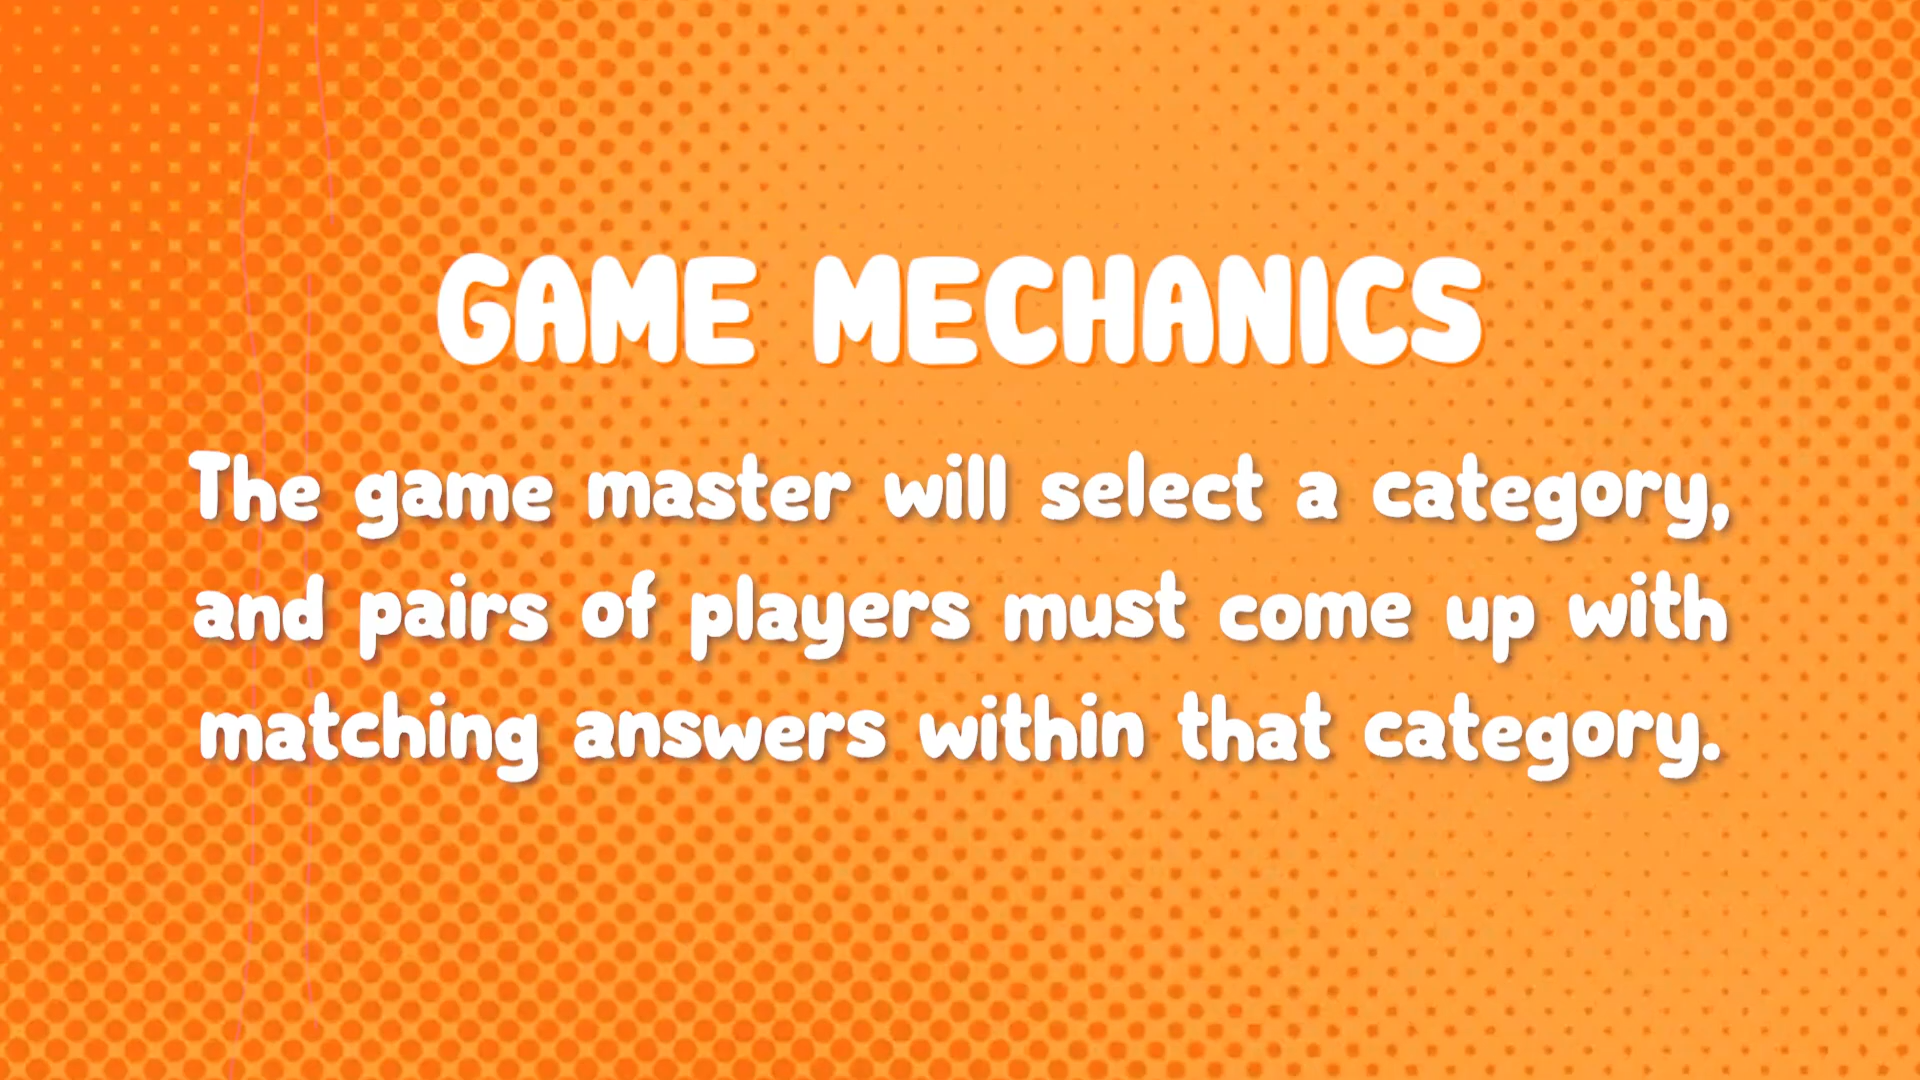 GAME MECHANICS
The game master will select a category,
and pairs of players must come up with
matching answers within that category.